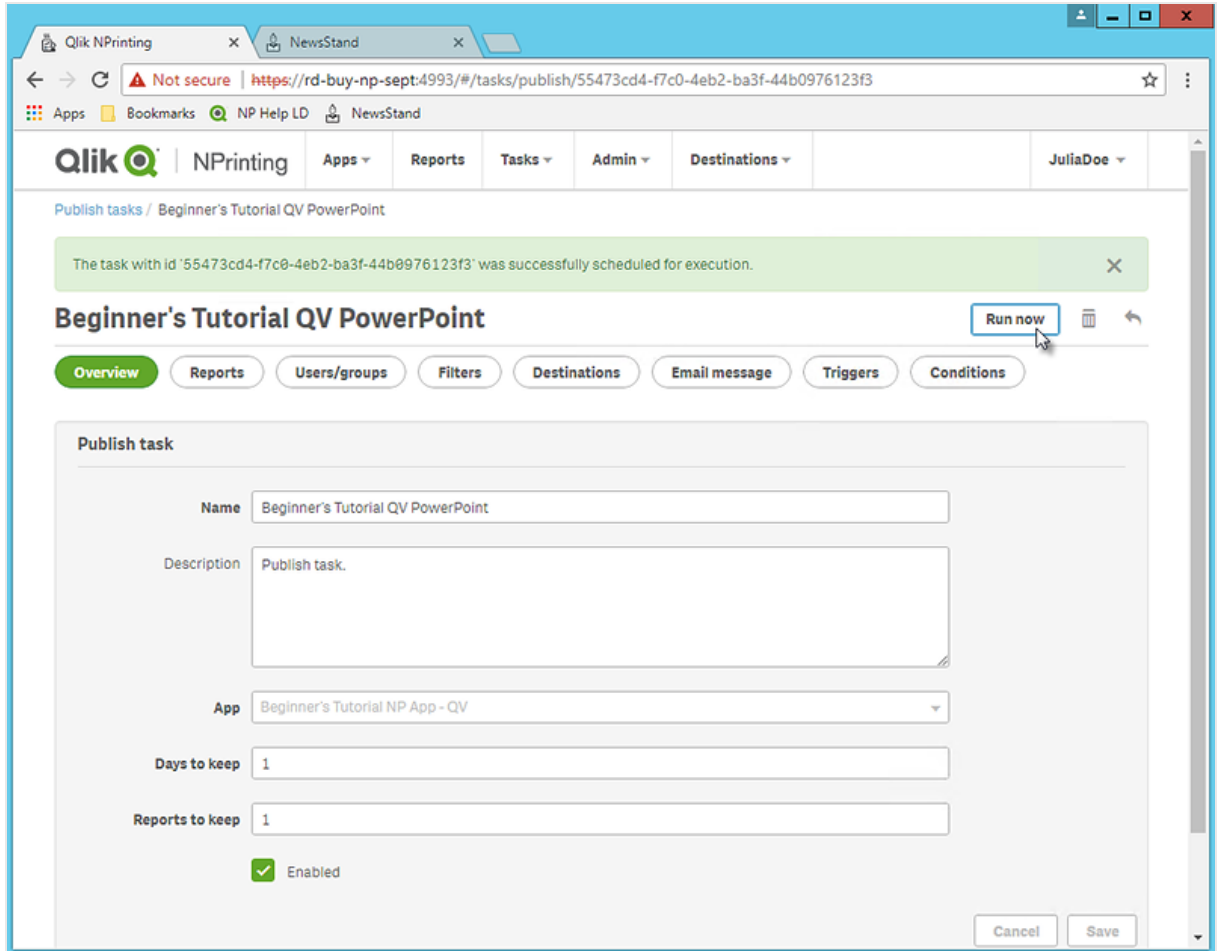 Qlik NPrinting
NewsStand
Not secure | https://rd-buy-np-sept:4993/#/tasks/publish/55473cd4-f7c0-4eb2-ba3f-44b0976123f3
Apps Bookmarks NP Help LD NewsStand
Qlik NPrinting Apps Reports Tasks Admin Destinations JuliaDoe
Publish tasks / Beginner's Tutorial QV PowerPoint
The task with id '55473cd4-f7c0-4eb2-ba3f-44b0976123f3' was successfully scheduled for execution.
Beginner's Tutorial QV PowerPoint Run now
Overview Reports Users/groups Filters Destinations Email message Triggers Conditions
Publish task
Name Beginner's Tutorial QV PowerPoint
Description Publish task.
App Beginner's Tutorial NP App - QV
Days to keep 1
Reports to keep 1
Enabled
Cancel Save